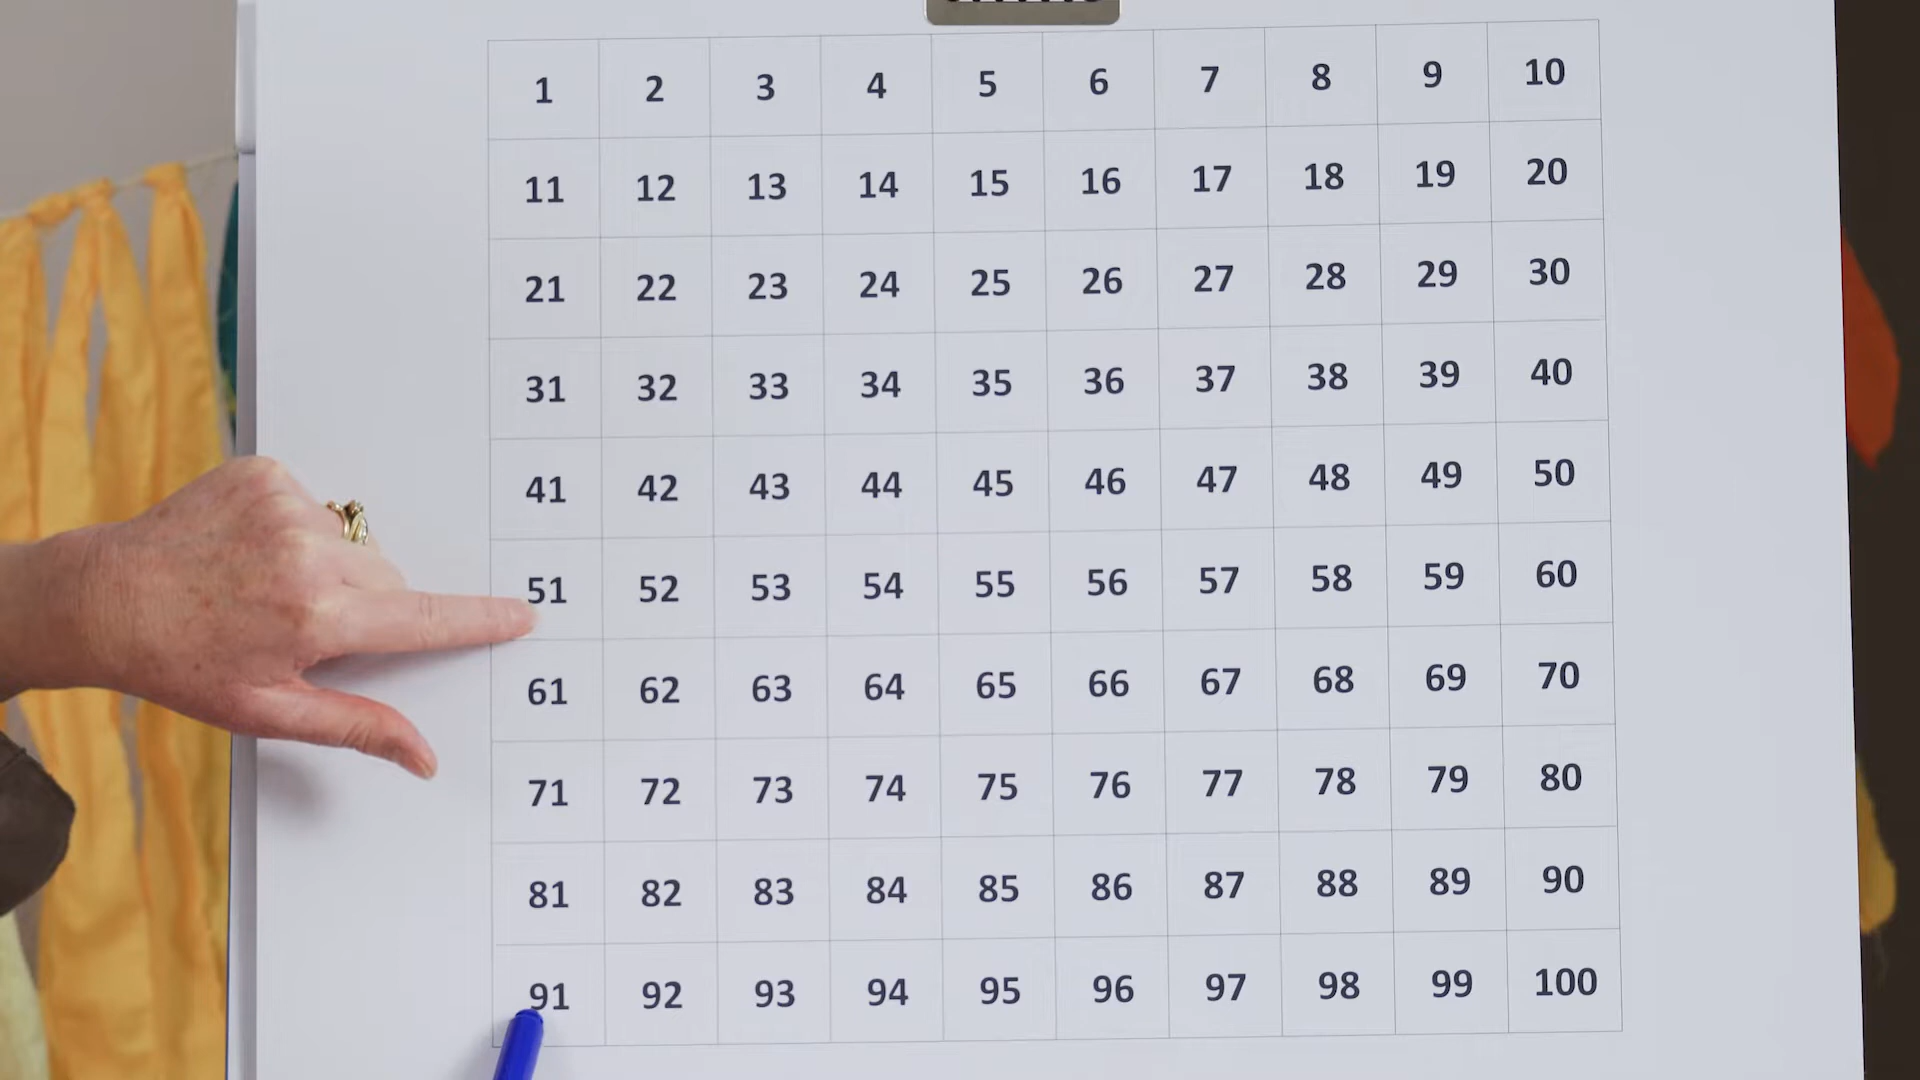 1 2 3 4 5 6 7 8 9 10
11 12 13 14 15 16 17 18 19 20
21 22 23 24 25 26 27 28 29 30
31 32 33 34 35 36 37 38 39 40
41 42 43 44 45 46 47 48 49 50
51 52 53 54 55 56 57 58 59 60
61 62 63 64 65 66 67 68 69 70
71 72 73 74 75 76 77 78 79 80
81 82 83 84 85 86 87 88 89 90
91 92 93 94 95 96 97 98 99 100